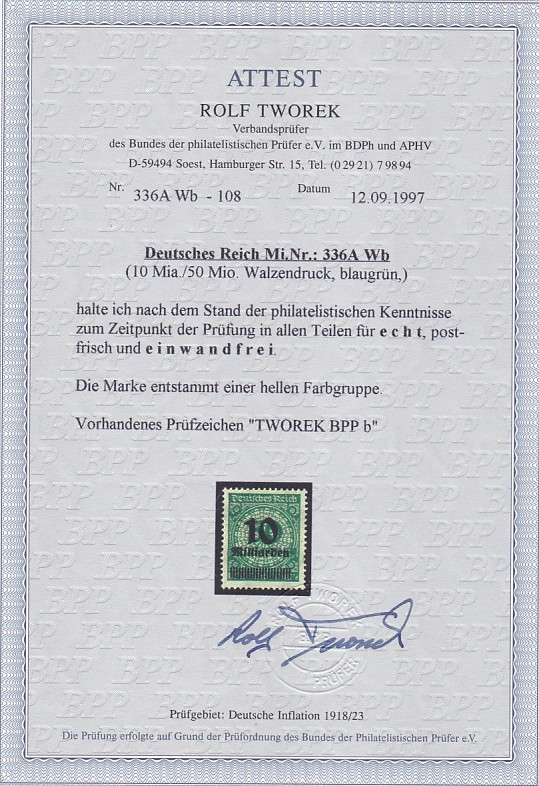 ATTEST
ROLF TWOREK
Verbandsprüfer
des Bundes der philatelistischen Prüfer e.V. im BDPh und APHV
D-59494 Soest, Hamburger Str. 15, Tel. (0 29 21) 7 98 94
Nr. 336A Wb - 108 Datum 12.09.1997
Deutsches Reich Mi.Nr.: 336A Wb
(10 Mia./50 Mio. Walzendruck, blaugrün,)
halte ich nach dem Stand der philatelistischen Kenntnisse
zum Zeitpunkt der Prüfung in allen Teilen für e c h t, post-
frisch und e i n w a n d f r e i.
Die Marke entstammt einer hellen Farbgruppe.
Vorhandenes Prüfzeichen "TWOREK BPP b"
Deutsches Reich
10
Milliarden
Rolf Tworek
PRÜFER
Prüfgebiet: Deutsche Inflation 1918/23
Die Prüfung erfolgte auf Grund der Prüfordnung des Bundes der Philatelistischen Prüfer e.V.